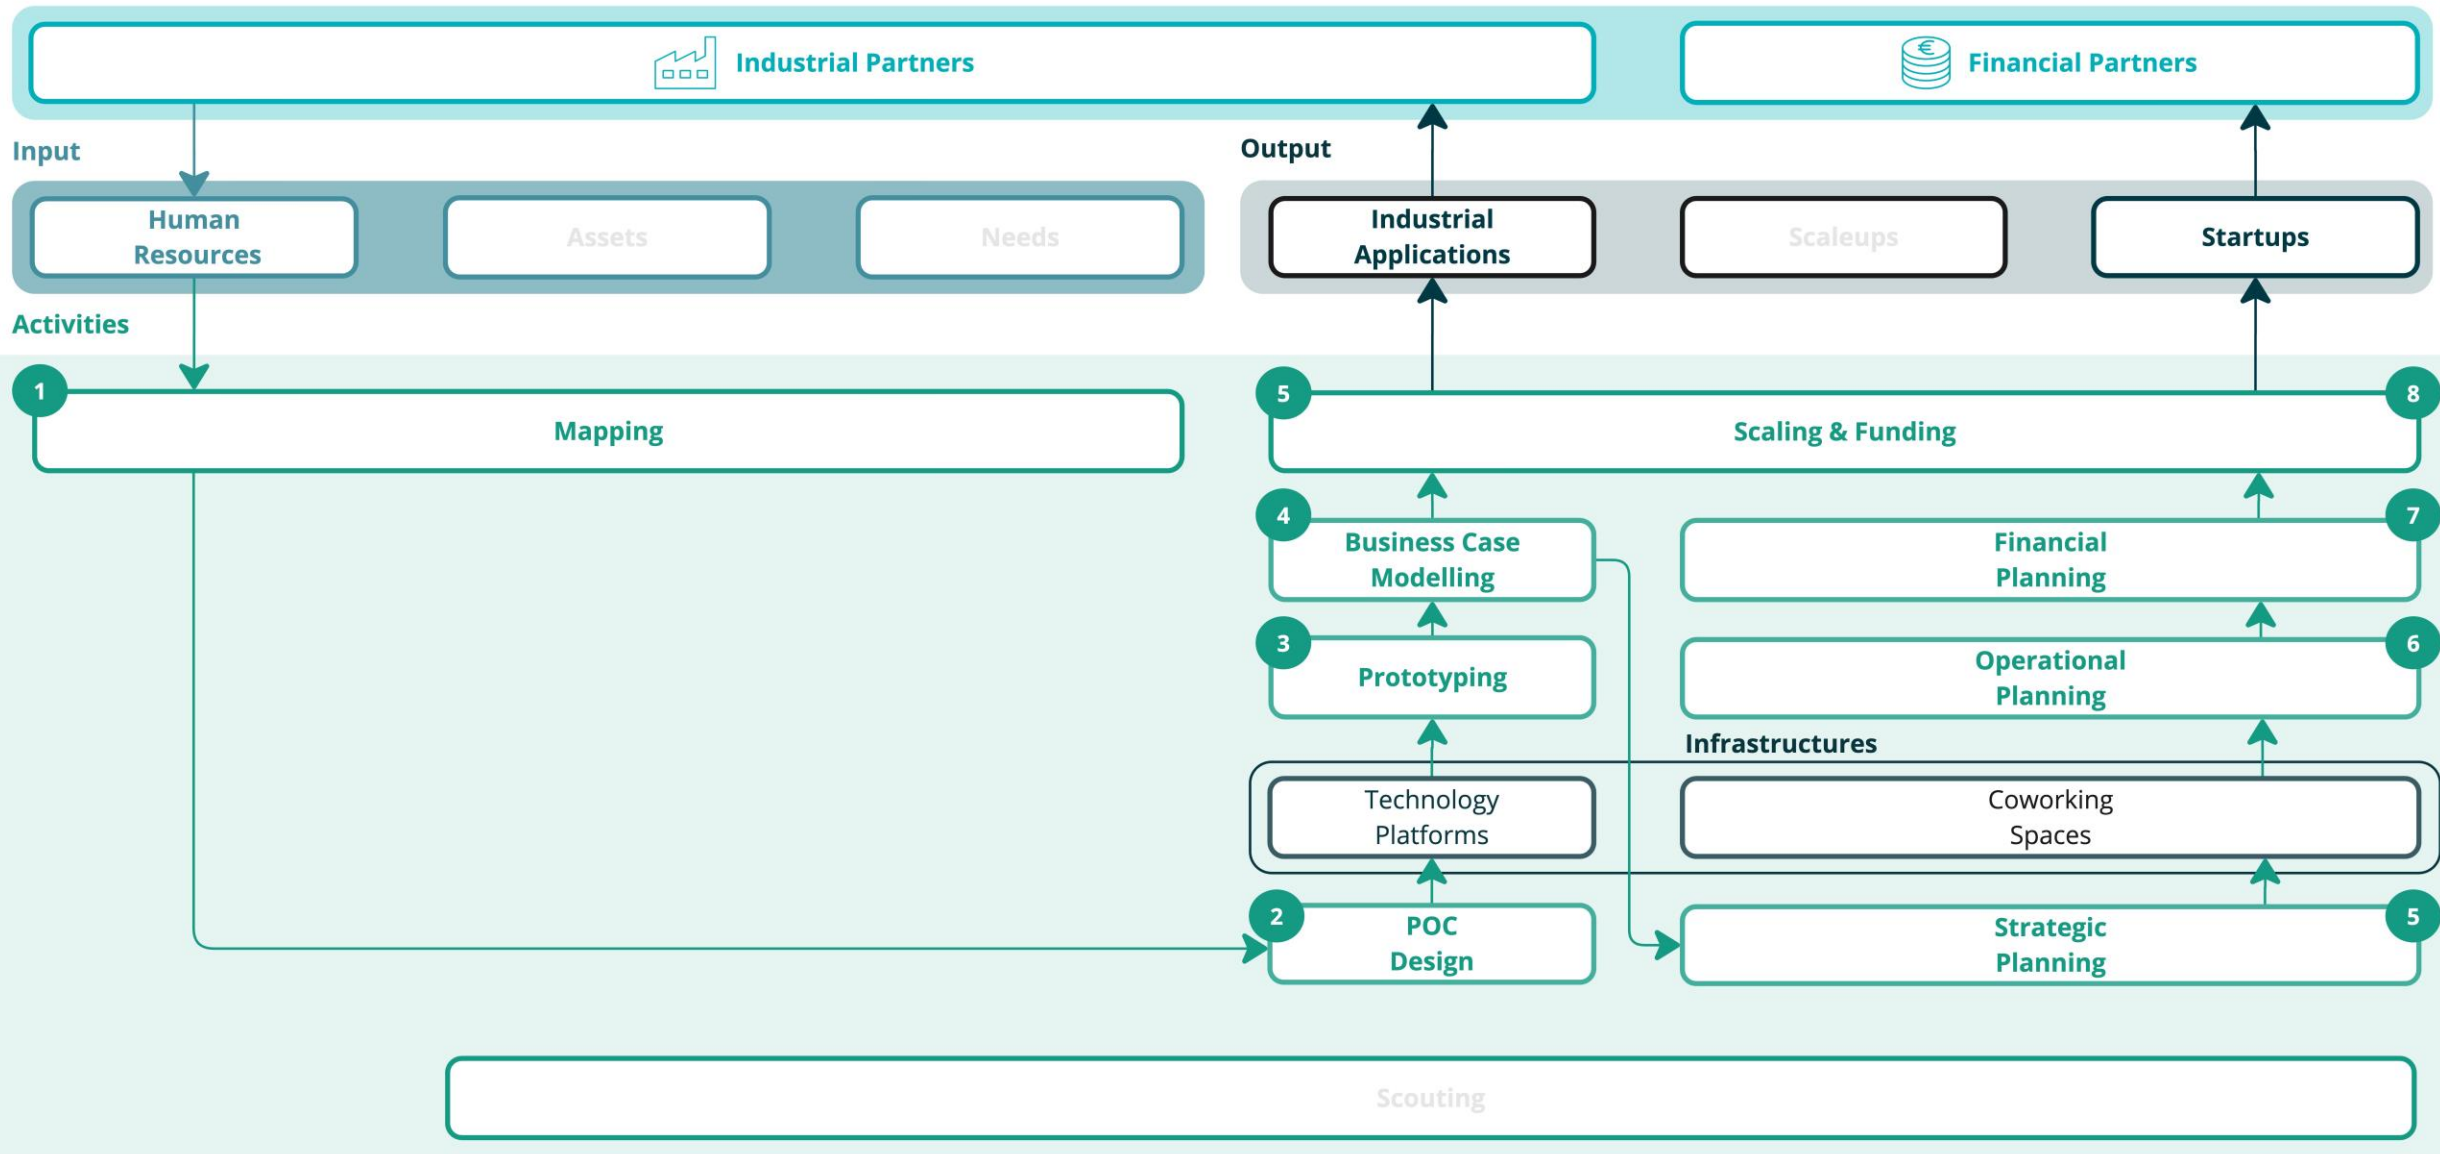 Industrial Partners
€
Financial Partners
Input
Output
Human
Resources
Assets
Needs
Industrial
Applications
Scaleups
Startups
Activities
1
Mapping
5
Scaling & Funding
8
4
Business Case
Modelling
Financial
Planning
7
3
Prototyping
Operational
Planning
6
Infrastructures
Technology
Platforms
Coworking
Spaces
2
POC
Design
Strategic
Planning
5
Scouting